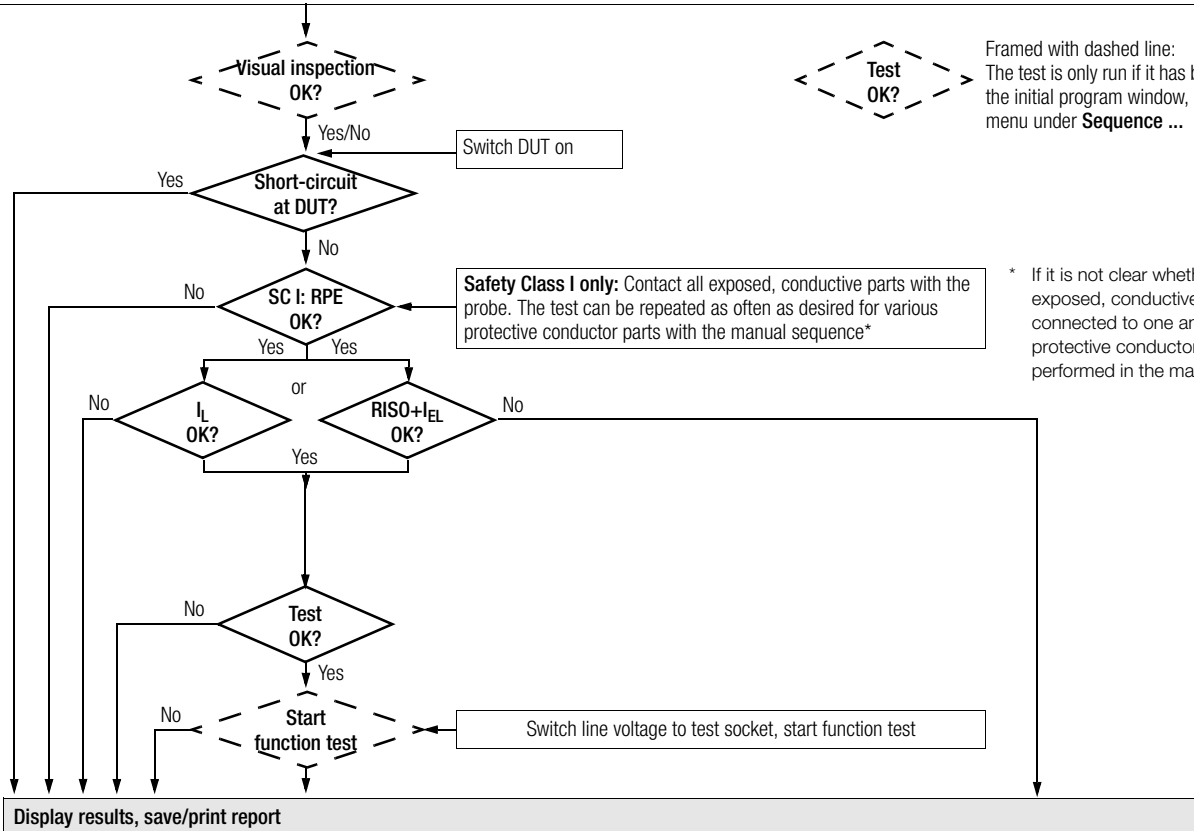 Visual inspection
OK?
Yes/No
Switch DUT on
Yes
Short-circuit
at DUT?
No
No
SC I: RPE
OK?
Safety Class I only: Contact all exposed, conductive parts with the
probe. The test can be repeated as often as desired for various
protective conductor parts with the manual sequence*
Yes
Yes
or
No
IL
OK?
RISO+IEL
OK?
No
Yes
No
Test
OK?
Yes
No
Start
function test
Switch line voltage to test socket, start function test
Display results, save/print report
Test
OK?
Framed with dashed line:
The test is only run if it has
the initial program window,
menu under Sequence ...
* If it is not clear
exposed, conductive
connected to one
protective conductor
performed in the